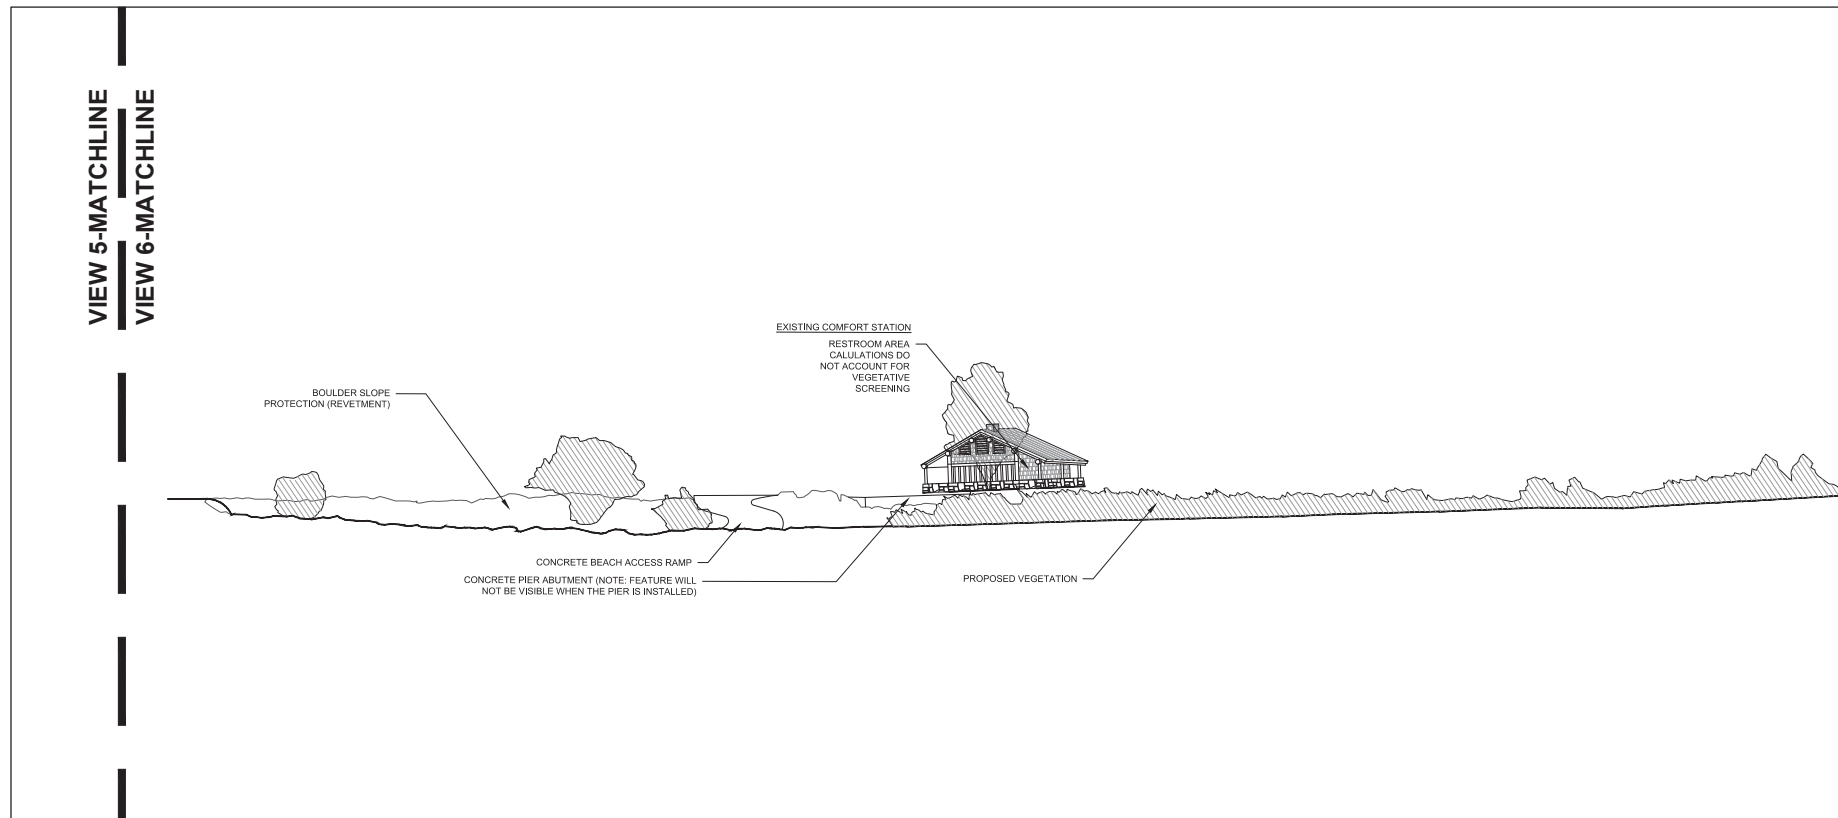 VIEW 5-MATCHLINE
VIEW 6-MATCHLINE
EXISTING COMFORT STATION
RESTROOM AREA
CALULATIONS DO
NOT ACCOUNT FOR
VEGETATIVE
SCREENING
BOULDER SLOPE
PROTECTION (REVETMENT)
CONCRETE BEACH ACCESS RAMP
CONCRETE PIER ABUTMENT (NOTE: FEATURE WILL
NOT BE VISIBLE WHEN THE PIER IS INSTALLED)
PROPOSED VEGETATION